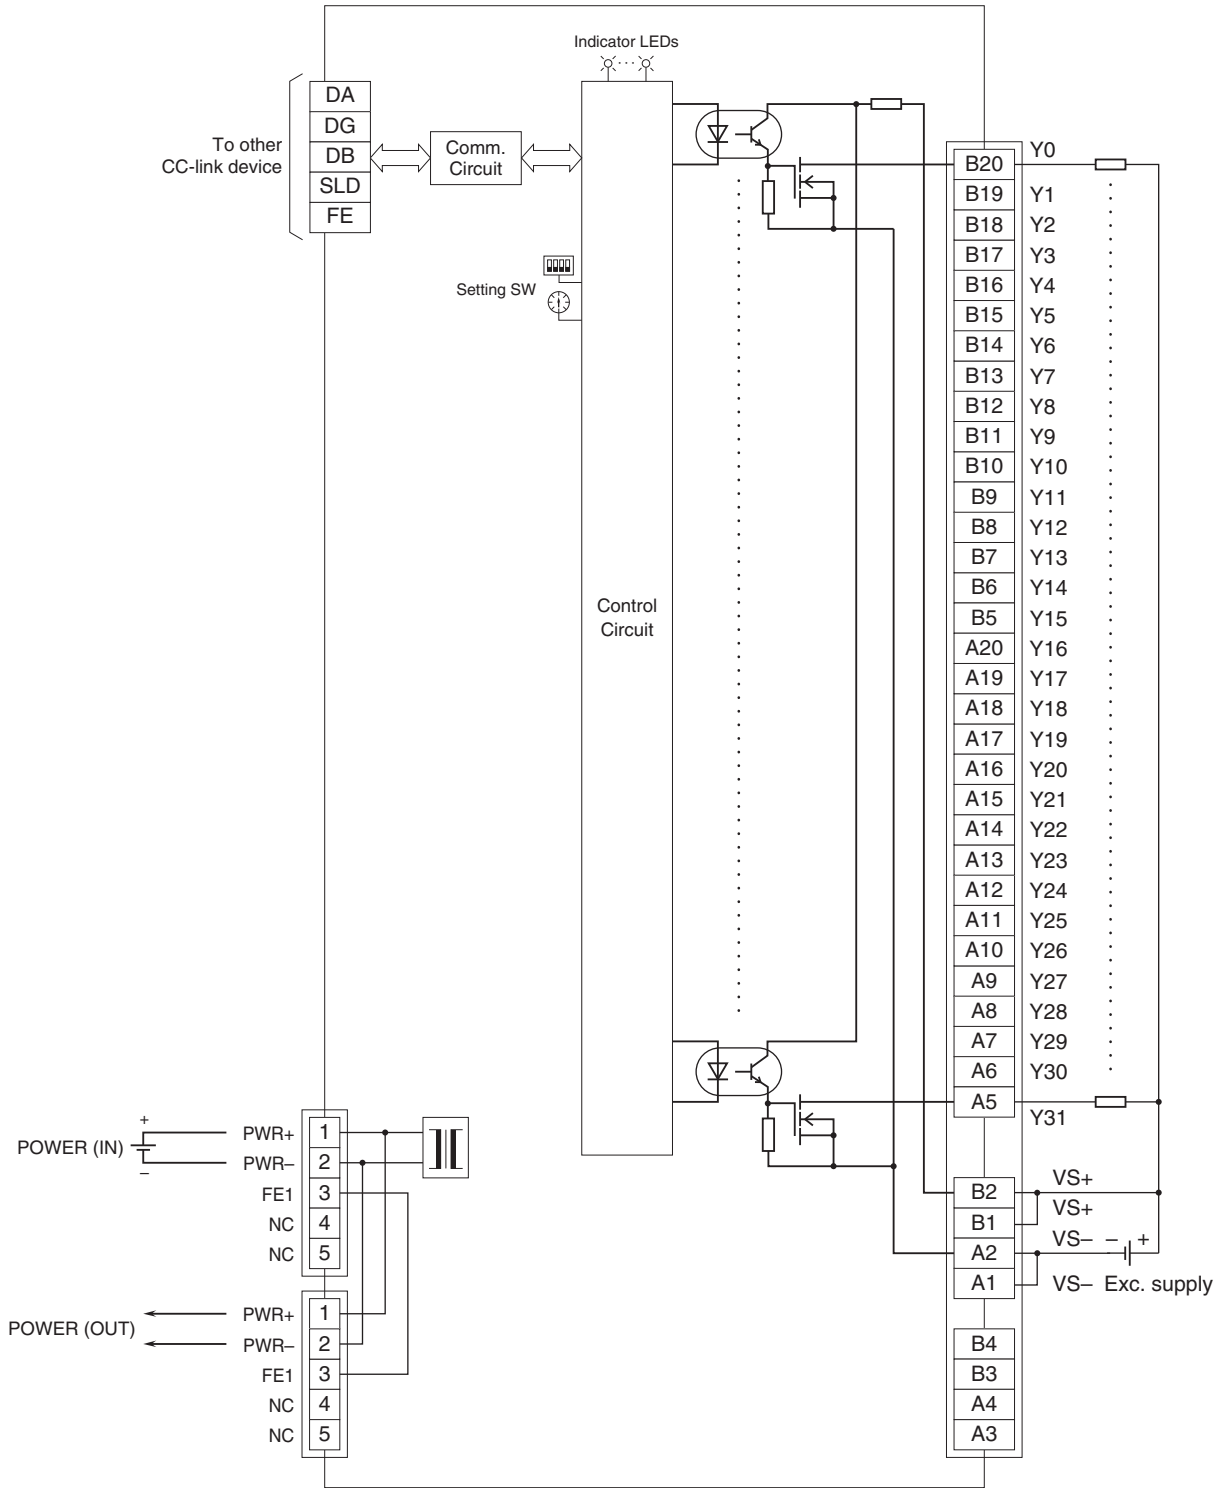 Indicator LEDs
DA
DG
DB
SLD
FE
To other
CC-link device
Comm.
Circuit
Setting SW
Control
Circuit
B20 Y0
B19 Y1
B18 Y2
B17 Y3
B16 Y4
B15 Y5
B14 Y6
B13 Y7
B12 Y8
B11 Y9
B10 Y10
B9 Y11
B8 Y12
B7 Y13
B6 Y14
B5 Y15
A20 Y16
A19 Y17
A18 Y18
A17 Y19
A16 Y20
A15 Y21
A14 Y22
A13 Y23
A12 Y24
A11 Y25
A10 Y26
A9 Y27
A8 Y28
A7 Y29
A6 Y30
A5 Y31
B2 VS+
B1 VS+
A2 VS– – +
A1 VS– Exc. supply
B4
B3
A4
A3
POWER (IN)
+
–
PWR+ 1
PWR– 2
FE1 3
NC 4
NC 5
POWER (OUT)
PWR+ 1
PWR– 2
FE1 3
NC 4
NC 5